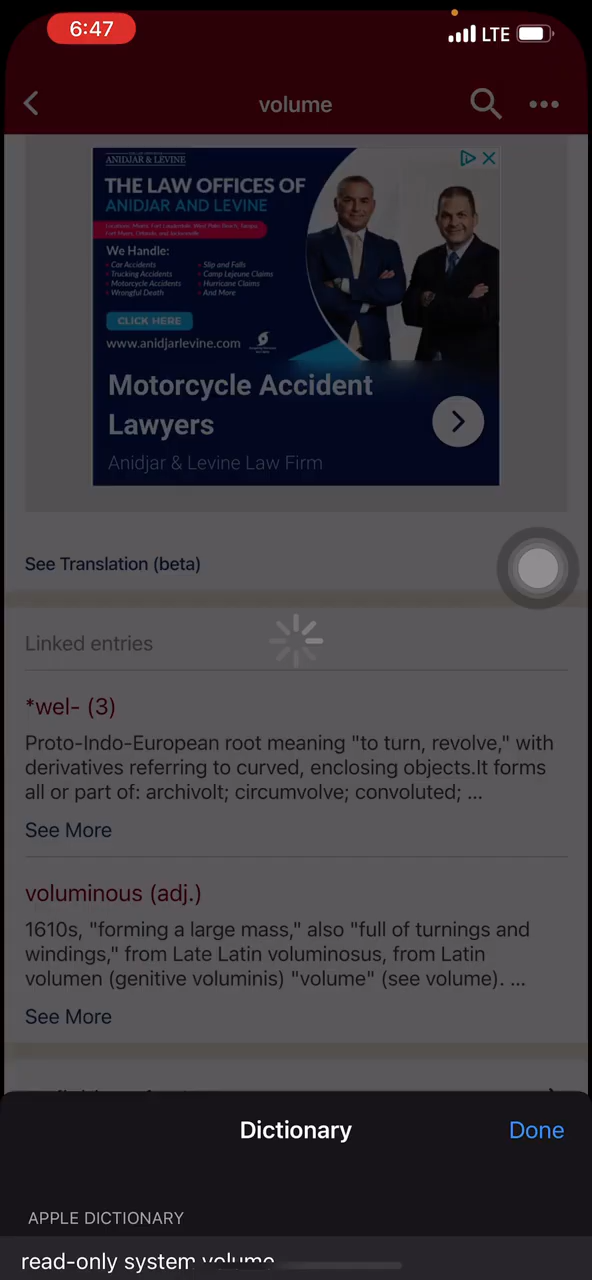 6:47
LTE
volume
ANIDJAR & LEVINE
THE LAW OFFICES OF
ANIDJAR AND LEVINE
We Handle:
• Car Accidents
• Trucking Accidents
• Motorcycle Accidents
• Wrongful Death
• Slip and Falls
• Camp Lejeune Claims
• Hurricane Claims
• And More
CLICK HERE
www.anidjarlevine.com
Motorcycle Accident
Lawyers
Anidjar & Levine Law Firm
See Translation (beta)
Linked entries
*wel- (3)
Proto-Indo-European root meaning "to turn, revolve," with
derivatives referring to curved, enclosing objects.It forms
all or part of: archivolt; circumvolve; convoluted; ...
See More
voluminous (adj.)
1610s, "forming a large mass," also "full of turnings and
windings," from Late Latin voluminosus, from Latin
volumen (genitive voluminis) "volume" (see volume). ...
See More
Dictionary
Done
APPLE DICTIONARY
read-only system volume